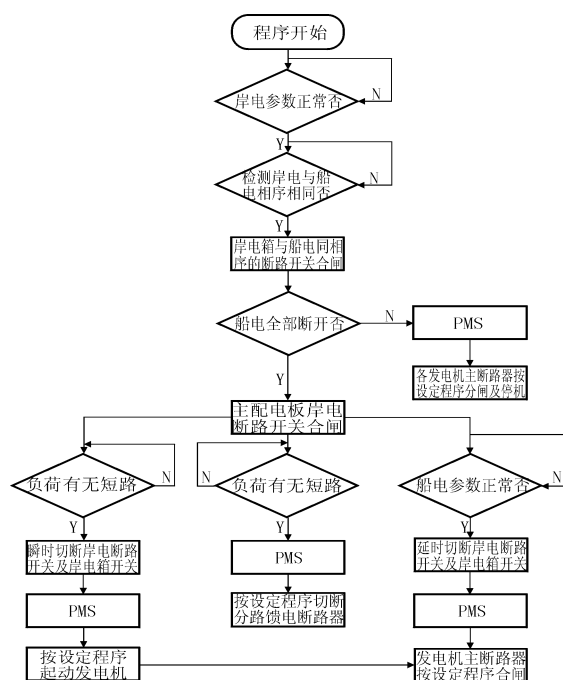 程序开始
岸电参数正常否
N
Y
检测岸电与船
电相序相同否
N
Y
岸电箱与船电同相
序的断路开关合闸
船电全部断开否
N
PMS
各发电机主断路器按
设定程序分闸及停机
Y
主配电板岸电
断路开关合闸
负荷有无短路
N
N
负荷有无短路
船电参数正常否
N
Y
Y
Y
瞬时切断岸电断路
开关及岸电箱开关
PMS
延时切断岸电断路
开关及岸电箱开关
PMS
按设定程序切断
分路馈电断路器
PMS
按设定程序
起动发电机
发电机主断路器
按设定程序合闸